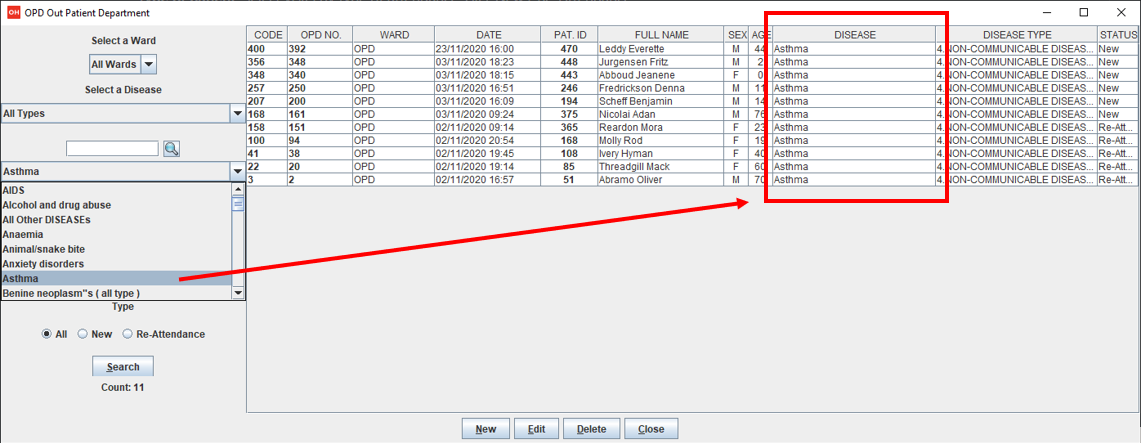 OH OPD Out Patient Department
Select a Ward
All Wards
Select a Disease
All Types
Asthma
AIDS
Alcohol and drug abuse
All Other DISEASEs
Anaemia
Animal/snake bite
Anxiety disorders
Asthma
Benine neoplasm"s ( all type )
Type
All New Re-Attendance
Search
Count: 11
CODE OPD NO. WARD DATE PAT. ID FULL NAME SEX AGE DISEASE DISEASE TYPE STATUS
400 392 OPD 23/11/2020 16:00 470 Leddy Everette M 44 Asthma 4.NON-COMMUNICABLE DISEAS... New
356 348 OPD 03/11/2020 18:23 448 Jurgensen Fritz M 2 Asthma 4.NON-COMMUNICABLE DISEAS... New
348 340 OPD 03/11/2020 18:15 443 Abboud Jeanene F 0 Asthma 4.NON-COMMUNICABLE DISEAS... New
257 250 OPD 03/11/2020 16:51 246 Fredrickson Denna M 11 Asthma 4.NON-COMMUNICABLE DISEAS... New
207 200 OPD 03/11/2020 16:09 194 Scheff Benjamin M 14 Asthma 4.NON-COMMUNICABLE DISEAS... New
168 161 OPD 03/11/2020 09:24 375 Nicolai Adan M 76 Asthma 4.NON-COMMUNICABLE DISEAS... New
158 151 OPD 02/11/2020 09:14 365 Reardon Mora F 23 Asthma 4.NON-COMMUNICABLE DISEAS... Re-Att...
100 94 OPD 02/11/2020 20:54 168 Molly Rod F 19 Asthma 4.NON-COMMUNICABLE DISEAS... Re-Att...
41 38 OPD 02/11/2020 19:45 108 Ivery Hyman F 40 Asthma 4.NON-COMMUNICABLE DISEAS... Re-Att...
22 20 OPD 02/11/2020 19:14 85 Threadgill Mack F 60 Asthma 4.NON-COMMUNICABLE DISEAS... Re-Att...
3 2 OPD 02/11/2020 16:57 51 Abramo Oliver M 70 Asthma 4.NON-COMMUNICABLE DISEAS... Re-Att...
New Edit Delete Close